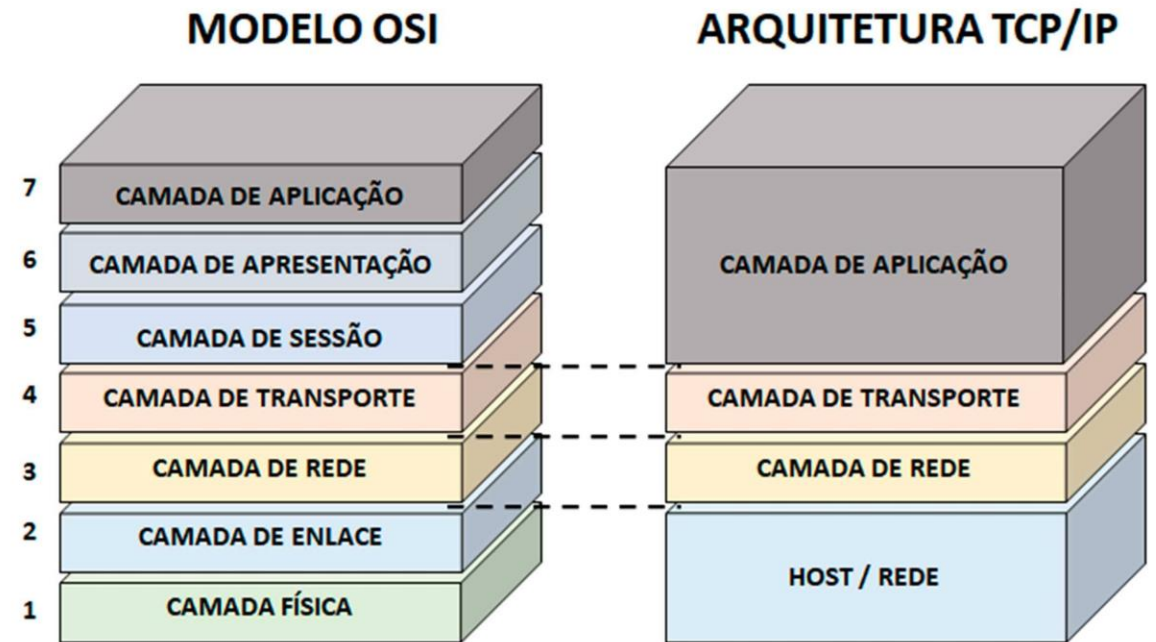 MODELO OSI
ARQUITETURA TCP/IP
7
CAMADA DE APLICAÇÃO
6
CAMADA DE APRESENTAÇÃO
5
CAMADA DE SESSÃO
4
CAMADA DE TRANSPORTE
3
CAMADA DE REDE
2
CAMADA DE ENLACE
1
CAMADA FÍSICA
CAMADA DE APLICAÇÃO
CAMADA DE TRANSPORTE
CAMADA DE REDE
HOST / REDE